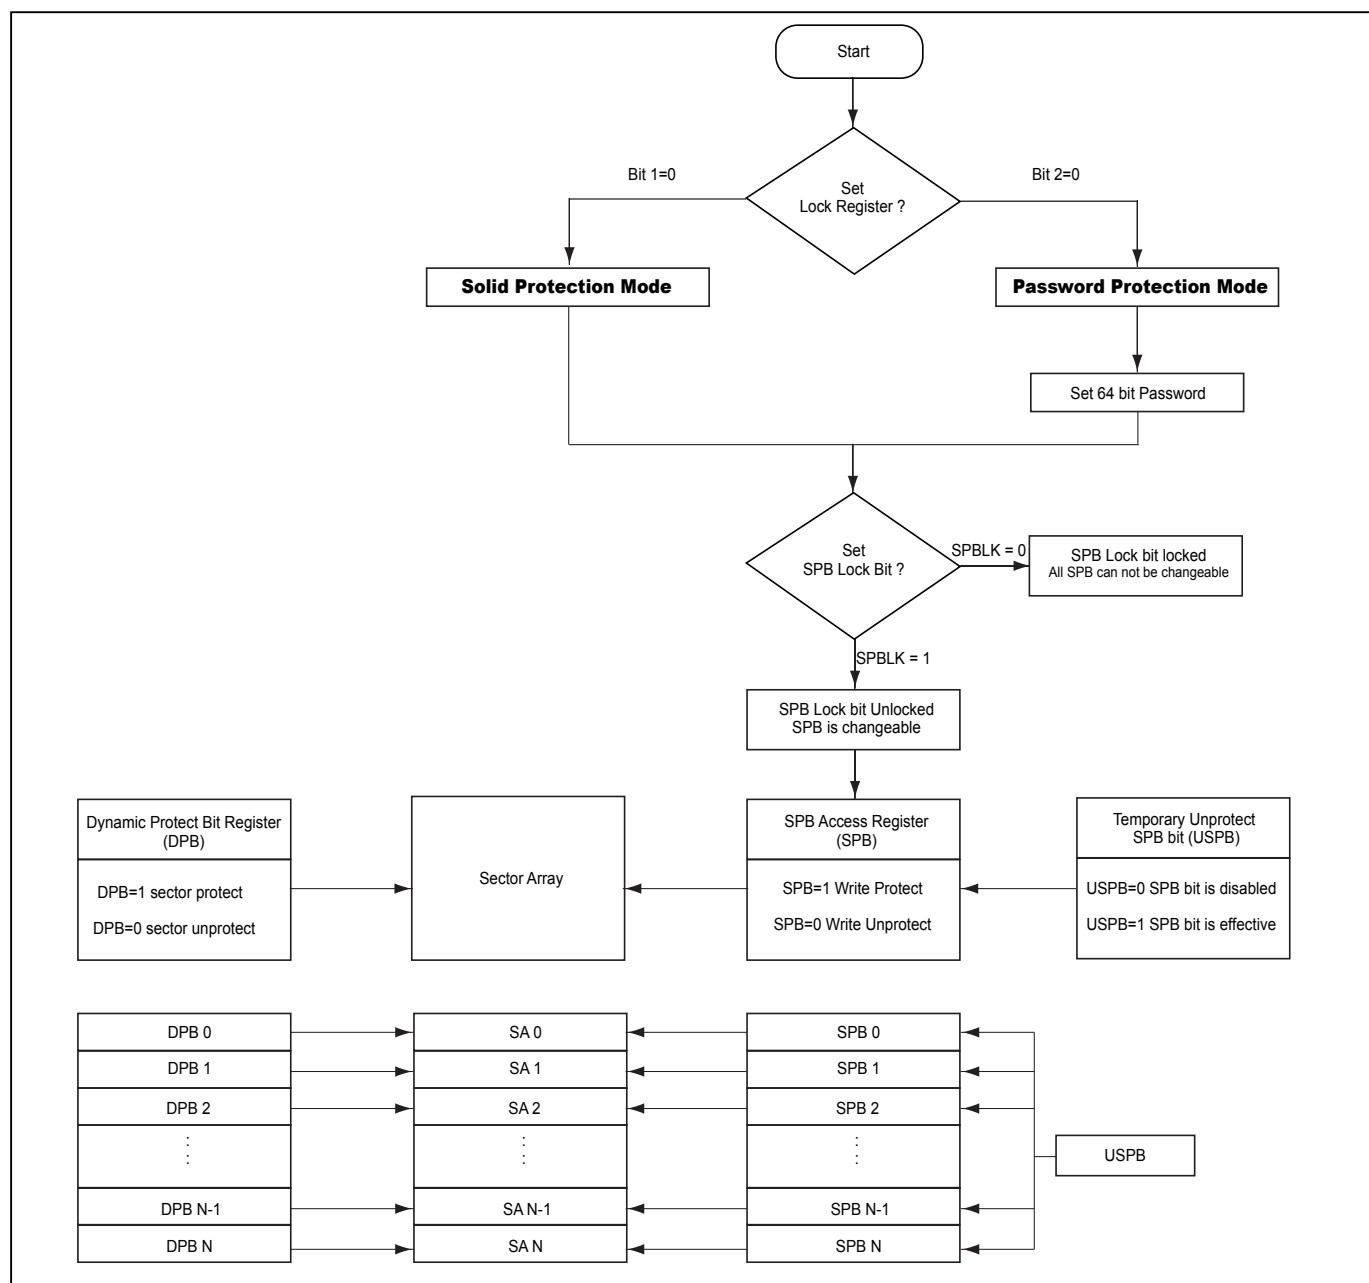 Start
Bit 1=0
Bit 2=0
Set
Lock Register ?
Solid Protection Mode
Password Protection Mode
Set 64 bit Password
Set
SPB Lock Bit ?
SPBLK = 0
SPB Lock bit locked
All SPB can not be changeable
SPBLK = 1
SPB Lock bit Unlocked
SPB is changeable
Dynamic Protect Bit Register
(DPB)
DPB=1 sector protect
DPB=0 sector unprotect
Sector Array
SPB Access Register
(SPB)
SPB=1 Write Protect
SPB=0 Write Unprotect
Temporary Unprotect
SPB bit (USPB)
USPB=0 SPB bit is disabled
USPB=1 SPB bit is effective
DPB 0
SA 0
SPB 0
DPB 1
SA 1
SPB 1
DPB 2
SA 2
SPB 2
USPB
DPB N-1
SA N-1
SPB N-1
DPB N
SA N
SPB N